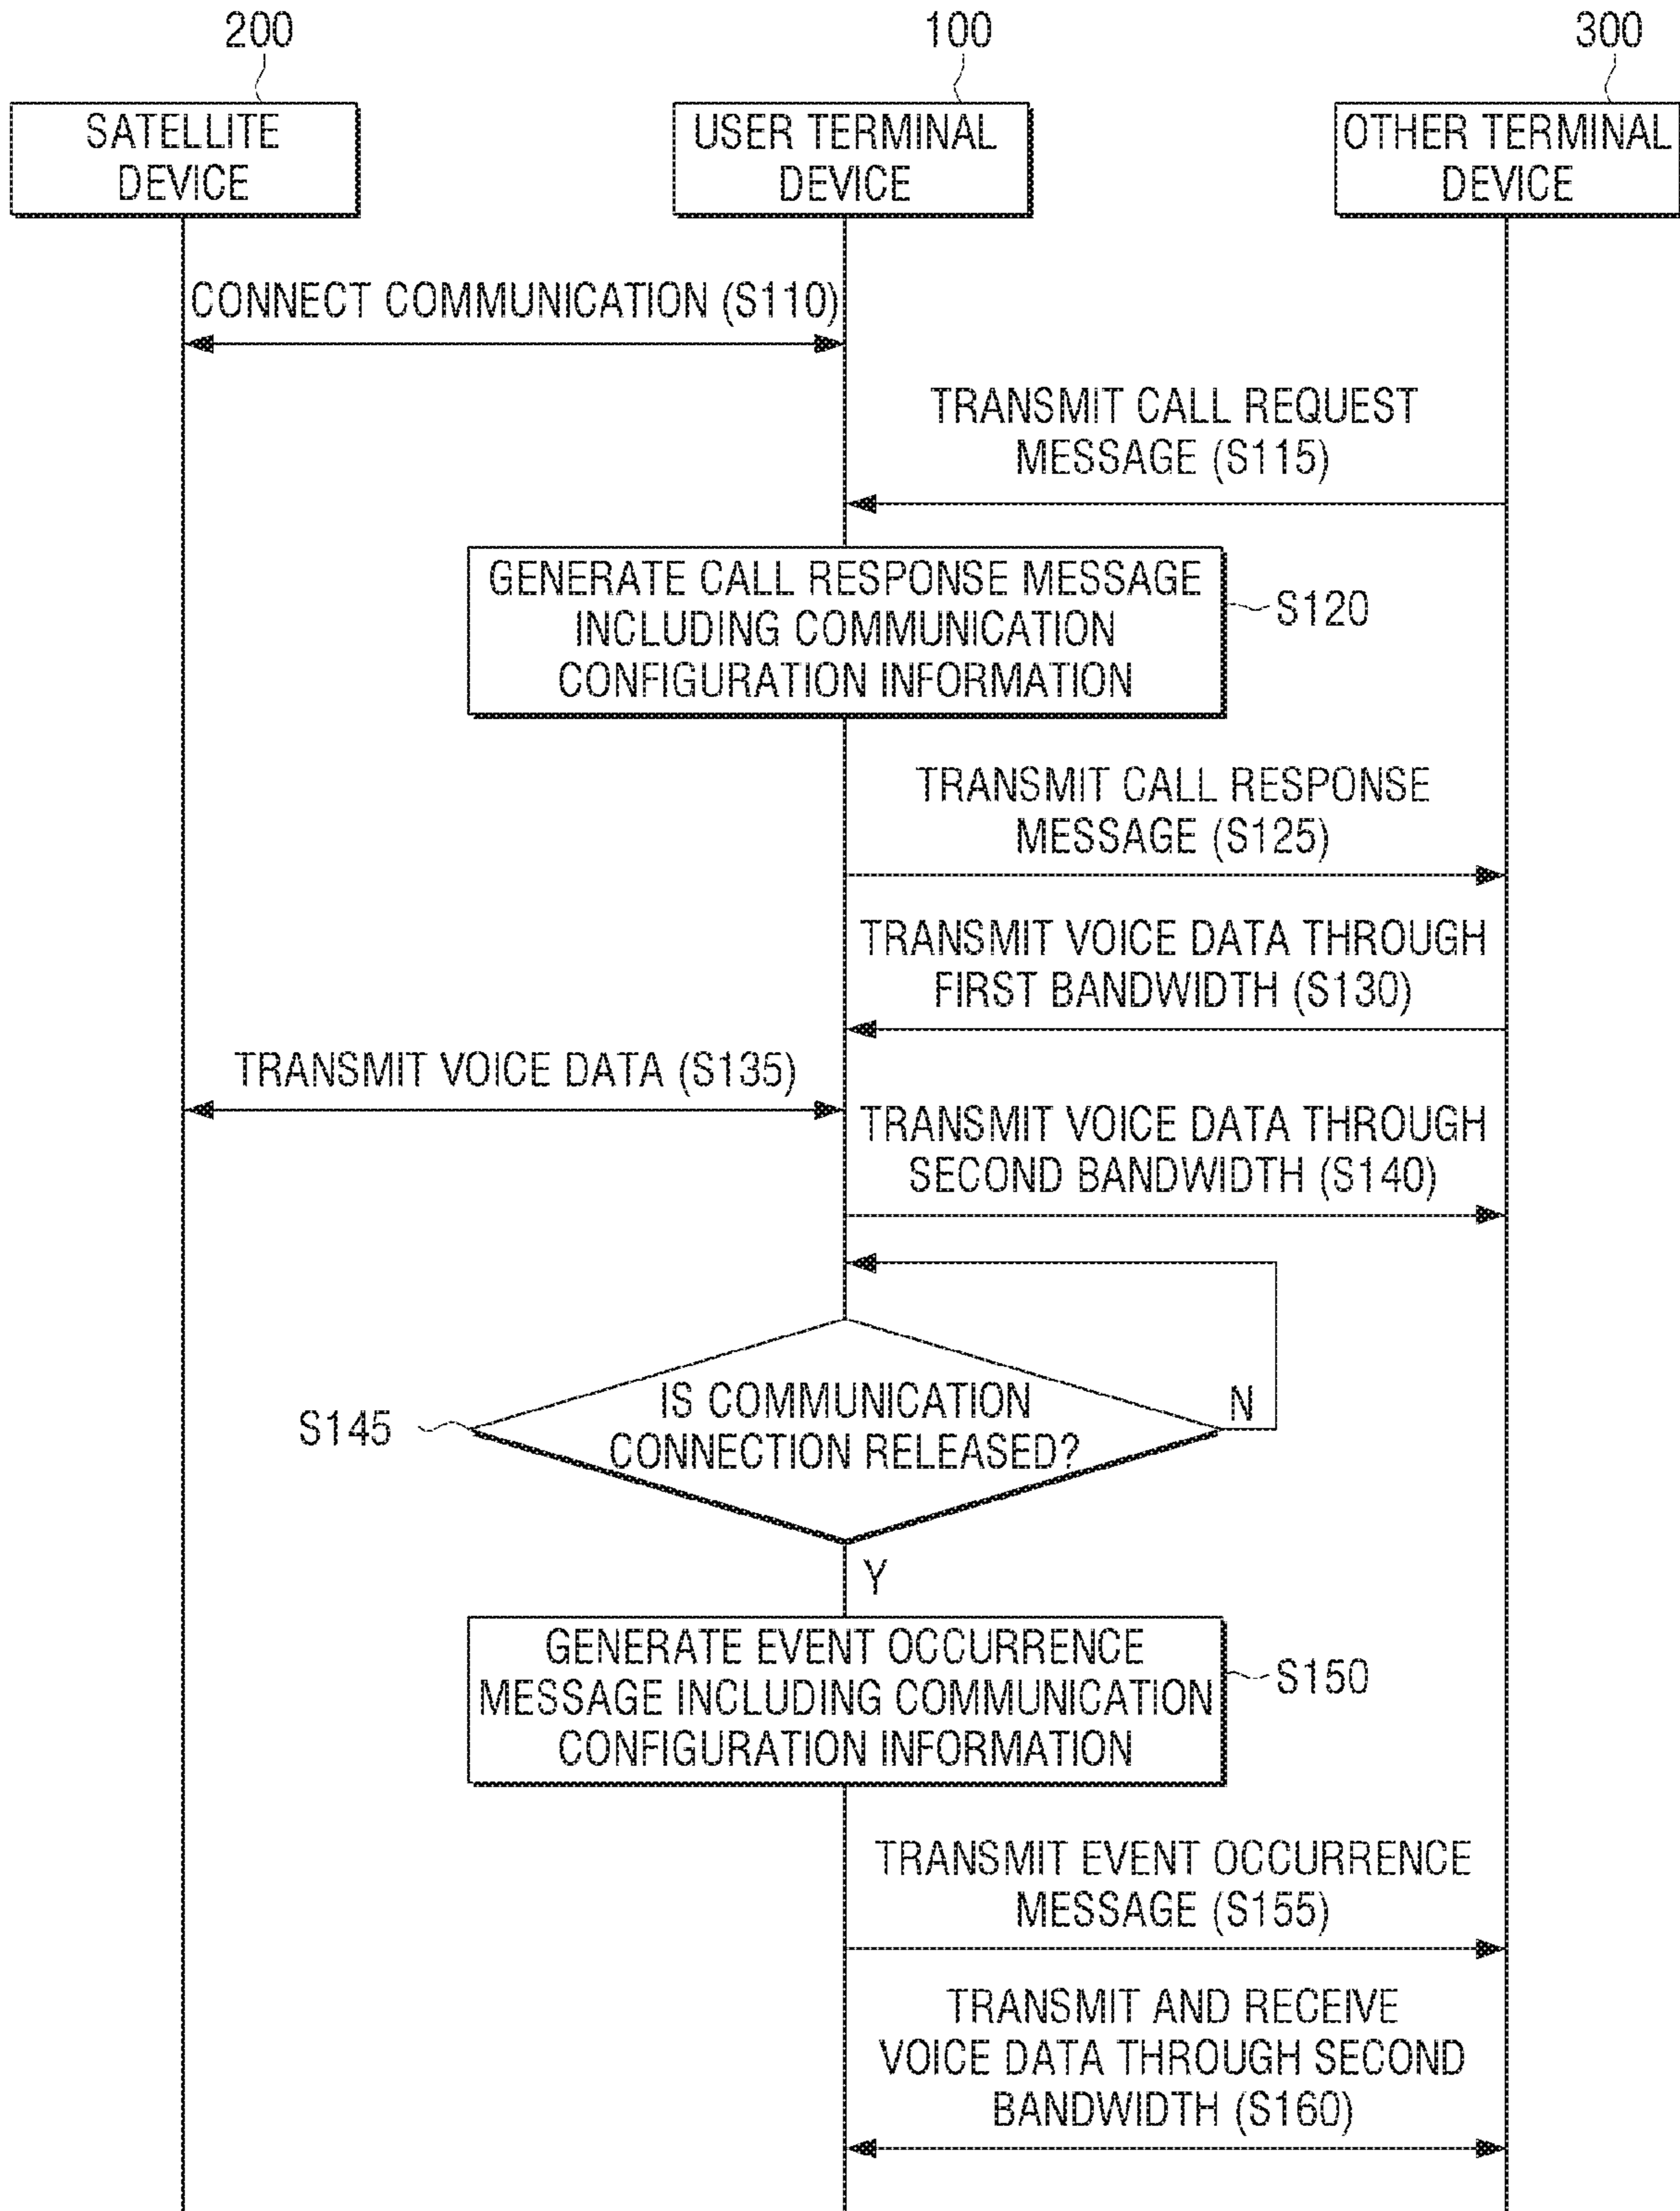 200
100
300
SATELLITE
DEVICE
USER TERMINAL
DEVICE
OTHER TERMINAL
DEVICE
CONNECT COMMUNICATION (S110)
TRANSMIT CALL REQUEST
MESSAGE (S115)
GENERATE CALL RESPONSE MESSAGE
INCLUDING COMMUNICATION
CONFIGURATION INFORMATION
S120
TRANSMIT CALL RESPONSE
MESSAGE (S125)
TRANSMIT VOICE DATA THROUGH
FIRST BANDWIDTH (S130)
TRANSMIT VOICE DATA (S135)
TRANSMIT VOICE DATA THROUGH
SECOND BANDWIDTH (S140)
S145
IS COMMUNICATION
CONNECTION RELEASED?
N
Y
GENERATE EVENT OCCURRENCE
MESSAGE INCLUDING COMMUNICATION
CONFIGURATION INFORMATION
S150
TRANSMIT EVENT OCCURRENCE
MESSAGE (S155)
TRANSMIT AND RECEIVE
VOICE DATA THROUGH SECOND
BANDWIDTH (S160)